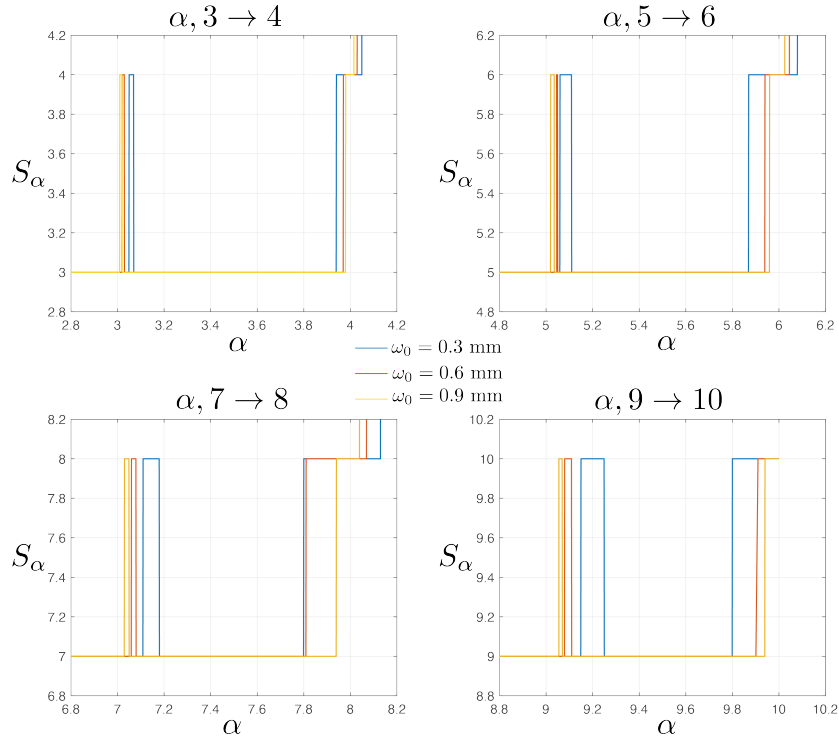 α, 3 → 4
α, 5 → 6
4.2
4
3.8
3.6
3.4
3.2
3
2.8
S_α
2.8 3 3.2 3.4 3.6 3.8 4 4.2
α
6.2
6
5.8
5.6
5.4
5.2
5
4.8
S_α
4.8 5 5.2 5.4 5.6 5.8 6 6.2
α
ω₀ = 0.3 mm
ω₀ = 0.6 mm
ω₀ = 0.9 mm
α, 7 → 8
α, 9 → 10
8.2
8
7.8
7.6
7.4
7.2
7
6.8
S_α
6.8 7 7.2 7.4 7.6 7.8 8 8.2
α
10.2
10
9.8
9.6
9.4
9.2
9
8.8
S_α
8.8 9 9.2 9.4 9.6 9.8 10 10.2
α